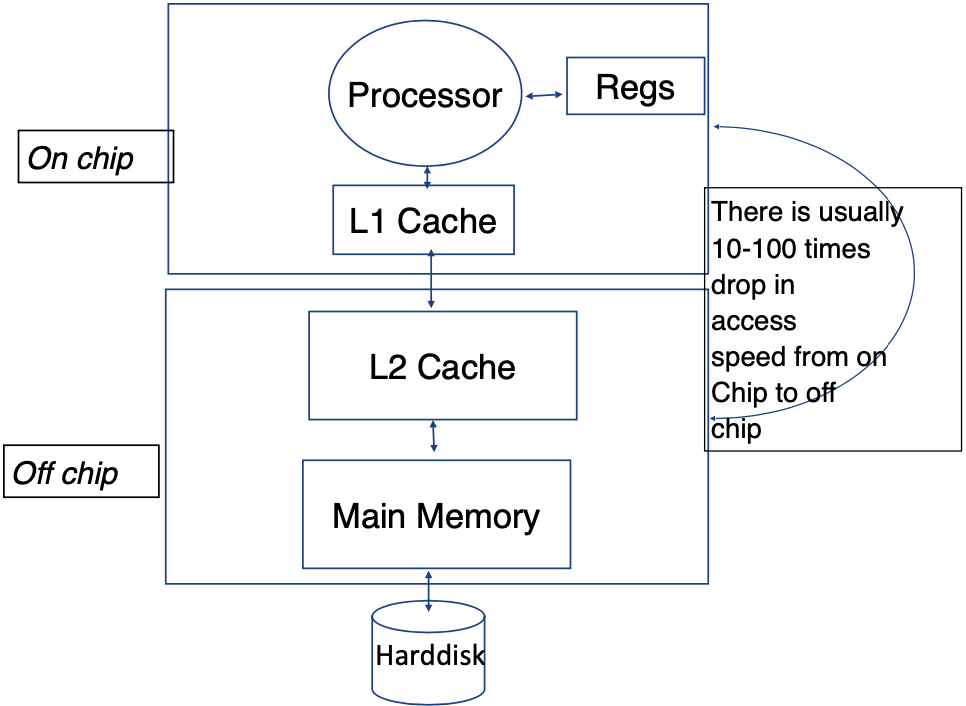 Processor
Regs
On chip
L1 Cache
There is usually
10-100 times
drop in
access
speed from on
Chip to off
chip
L2 Cache
Off chip
Main Memory
Harddisk